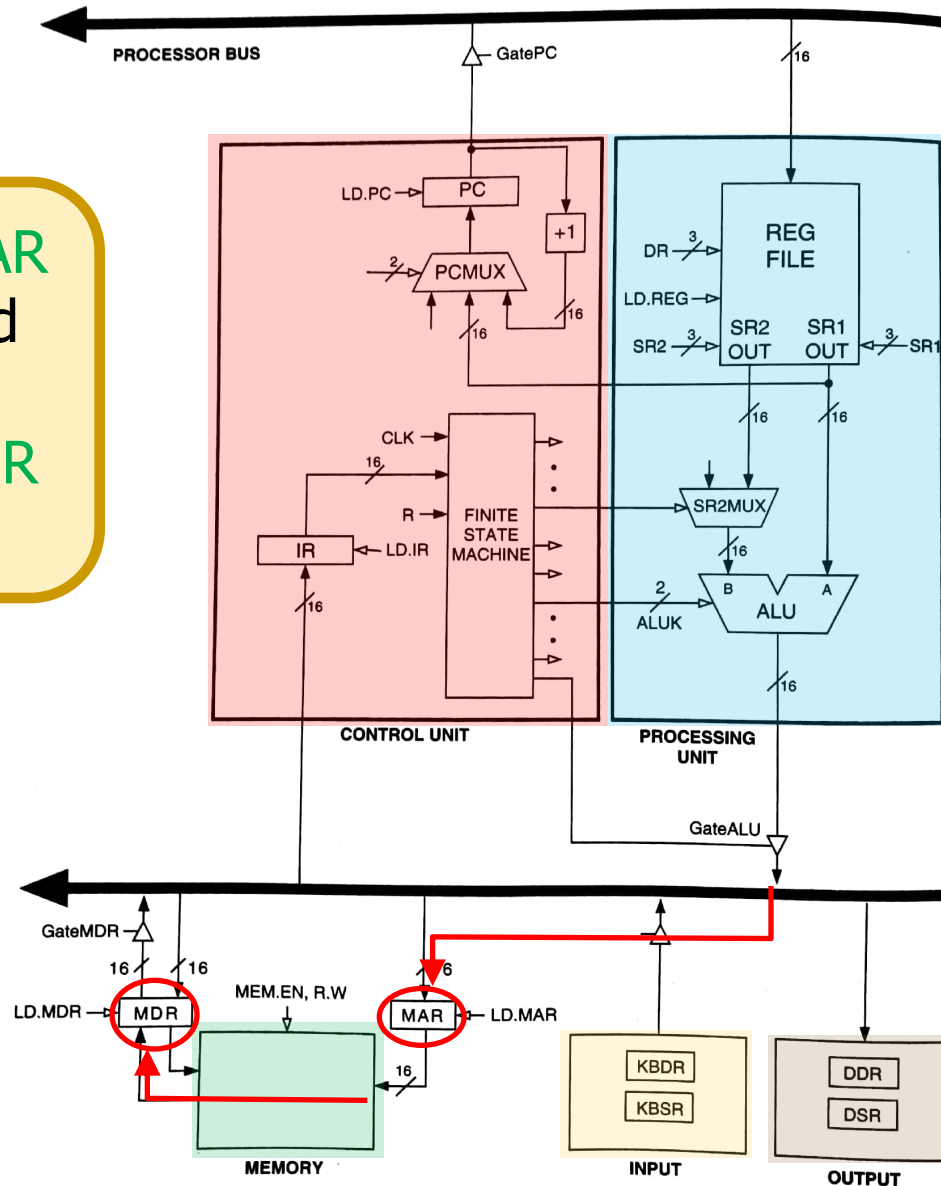 PROCESSOR BUS
GatePC
16
LD.PC
PC
+1
2
PCMUX
16
16
REG
FILE
DR
3
LD.REG
SR2
3
SR2
OUT
SR1
OUT
3
SR1
16
16
CLK
16
R
FINITE
STATE
MACHINE
IR
LD.IR
16
SR2MUX
16
B
A
ALU
2
ALUK
16
CONTROL UNIT
PROCESSING
UNIT
GateALU
GateMDR
16
16
LD.MDR
MDR
MEM.EN, R.W
6
MAR
LD.MAR
16
MEMORY
KBDR
KBSR
INPUT
DDR
DSR
OUTPUT
AR
d
R